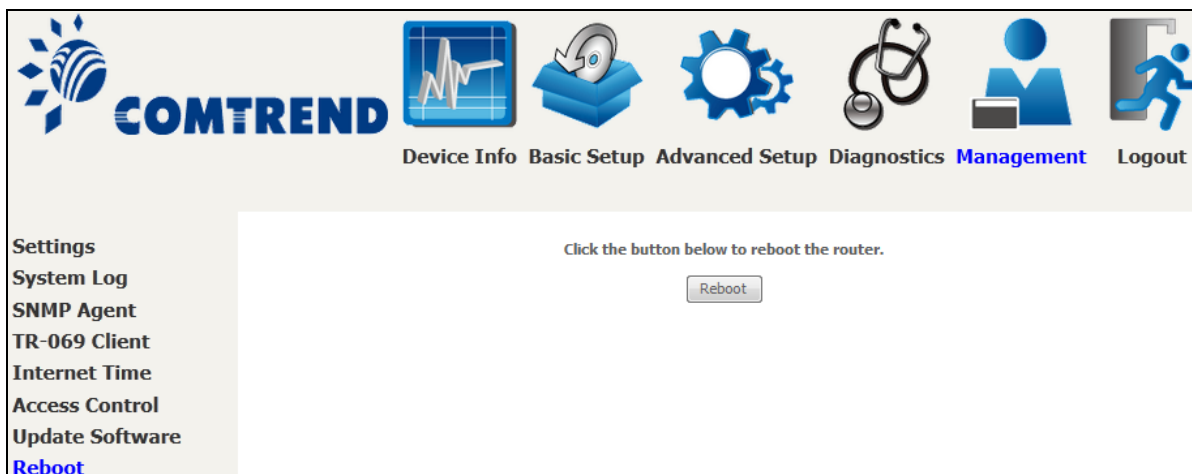 COMTREND
Device Info Basic Setup Advanced Setup Diagnostics Management Logout
Settings
System Log
SNMP Agent
TR-069 Client
Internet Time
Access Control
Update Software
Reboot
Click the button below to reboot the router.
Reboot